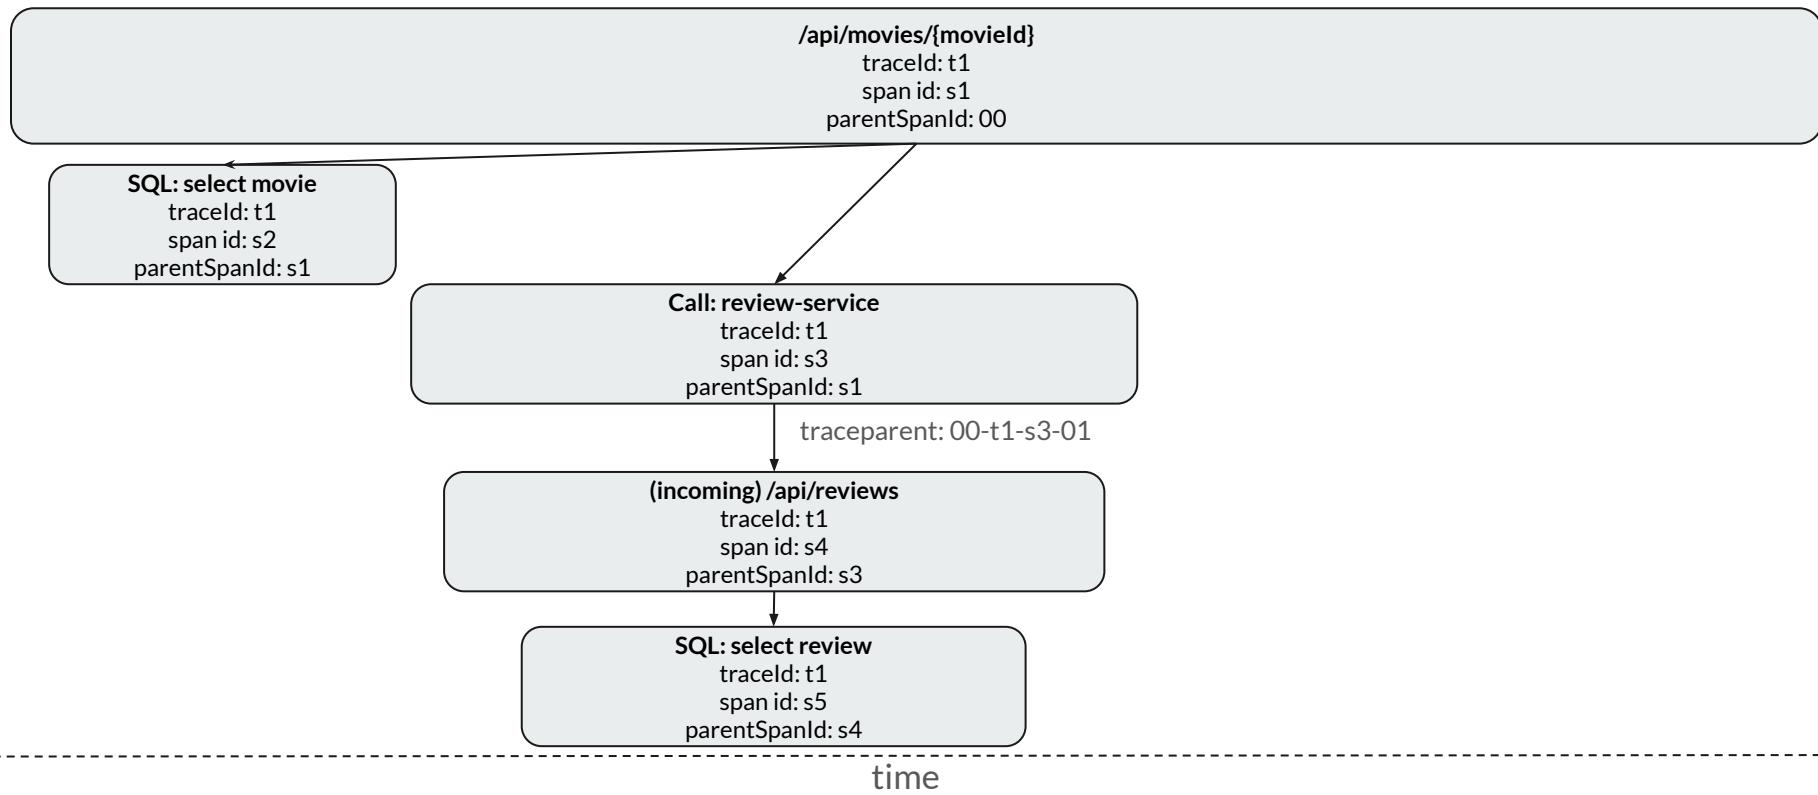 /api/movies/{movieId}
traceId: t1
span id: s1
parentSpanId: 00
SQL: select movie
traceId: t1
span id: s2
parentSpanId: s1
Call: review-service
traceId: t1
span id: s3
parentSpanId: s1
traceparent: 00-t1-s3-01
(incoming) /api/reviews
traceId: t1
span id: s4
parentSpanId: s3
SQL: select review
traceId: t1
span id: s5
parentSpanId: s4
time